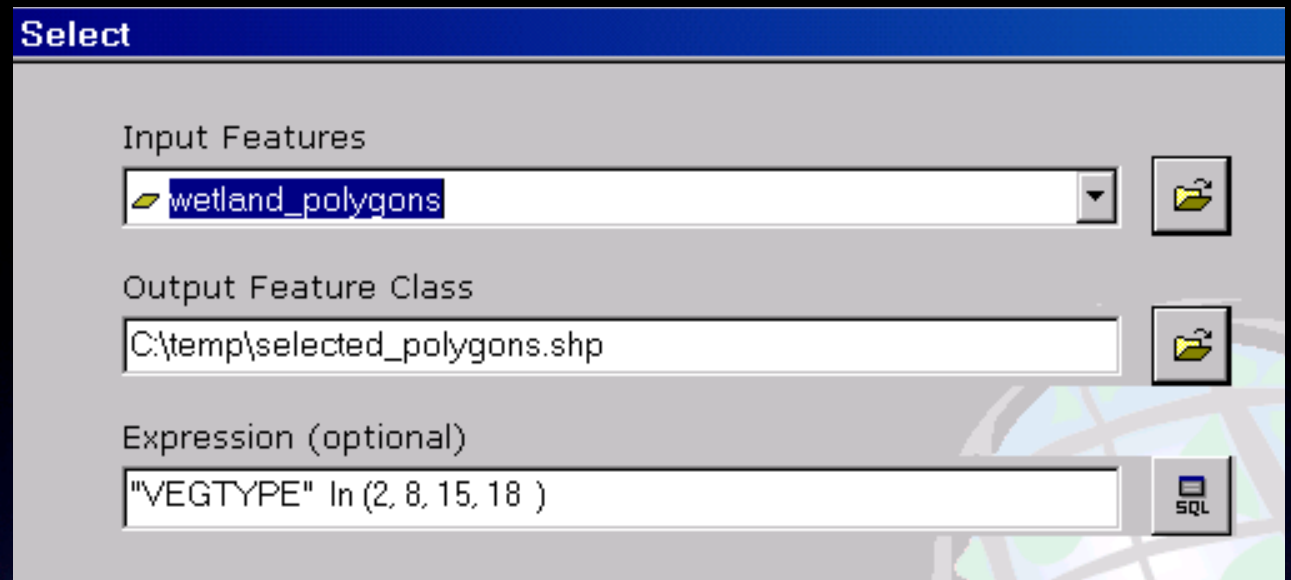 Select
Input Features
wetland_polygons
Output Feature Class
C:\temp\selected_polygons.shp
Expression (optional)
"VEGTYPE" In (2, 8, 15, 18 )
SQL